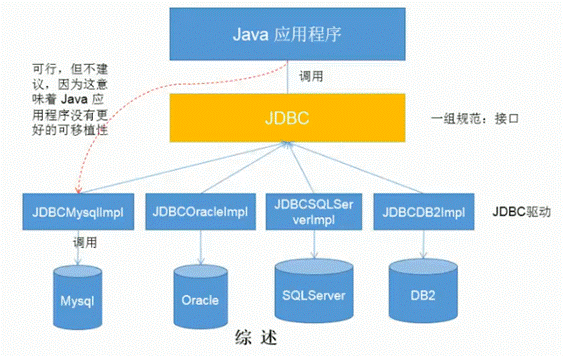 Java 应用程序
可行，但不建
议，因为这意
味着 Java 应
用程序没有更
好的可移植性
调用
JDBC
一组规范：接口
JDBCMysqlImpl
JDBCOracleImpl
JDBCSQLSer
verImpl
JDBCDB2Impl
JDBC驱动
调用
Mysql
Oracle
SQLServer
DB2
综 述